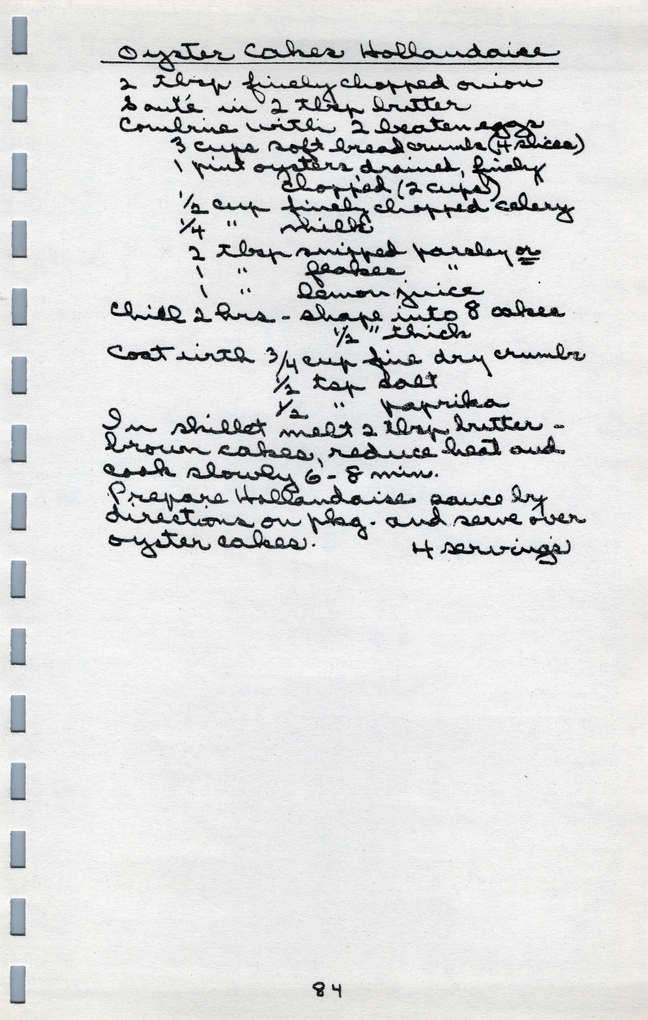 Oyster Cakes Hollandaise
2 tbsp finely chopped onion
Sauté in 2 tbsp butter
Combine with 2 beaten eggs
3 cups soft bread crumbs (4 slices)
1 pint oysters drained, finely
chopped (2 cups)
1/2 cup finely chopped celery
1/4 " milk
2 tbsp snipped parsley or
1 " flakes "
1 " lemon juice
Chill 2 hrs - shape into 8 cakes
1/2" thick
Coat with 3/4 cup fine dry crumbs
1/2 tsp salt
1/2 " paprika
In skillet melt 2 tbsp butter -
brown cakes, reduce heat and
cook slowly 6 - 8 min.
Prepare Hollandaise sauce by
directions on pkg. and serve over
oyster cakes. 4 servings
84